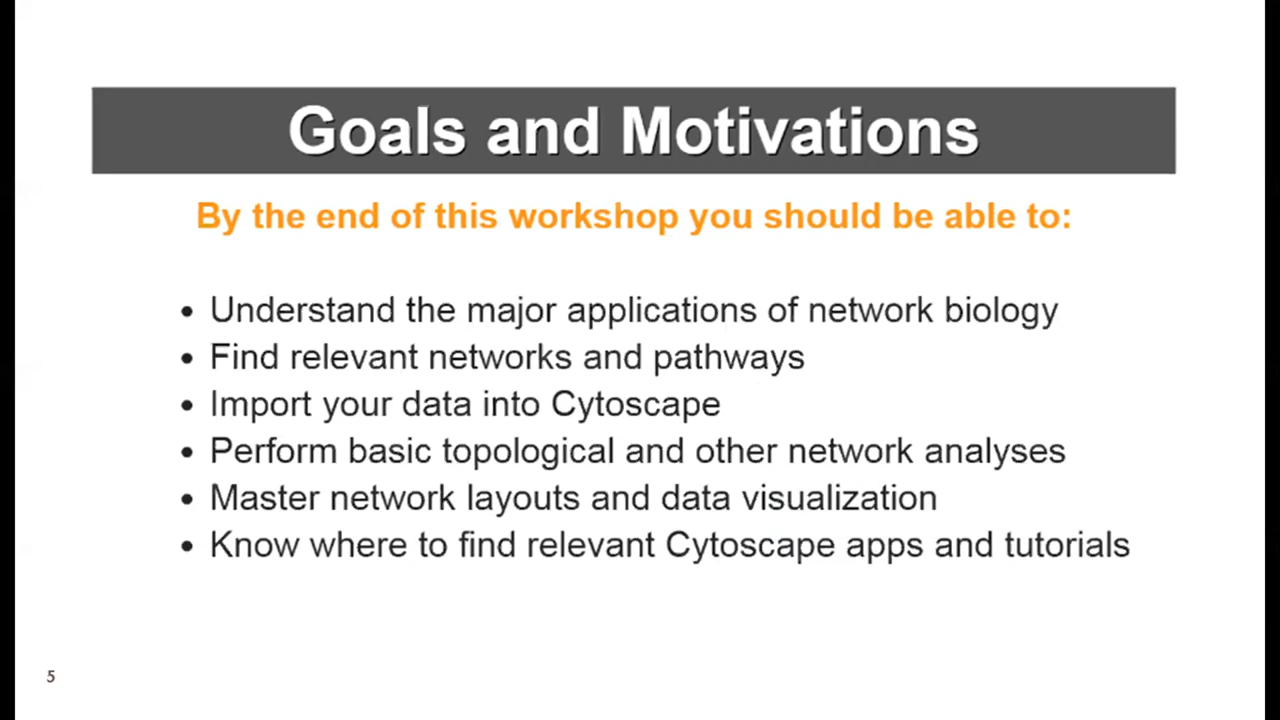 Goals and Motivations
By the end of this workshop you should be able to:
• Understand the major applications of network biology
• Find relevant networks and pathways
• Import your data into Cytoscape
• Perform basic topological and other network analyses
• Master network layouts and data visualization
• Know where to find relevant Cytoscape apps and tutorials
5